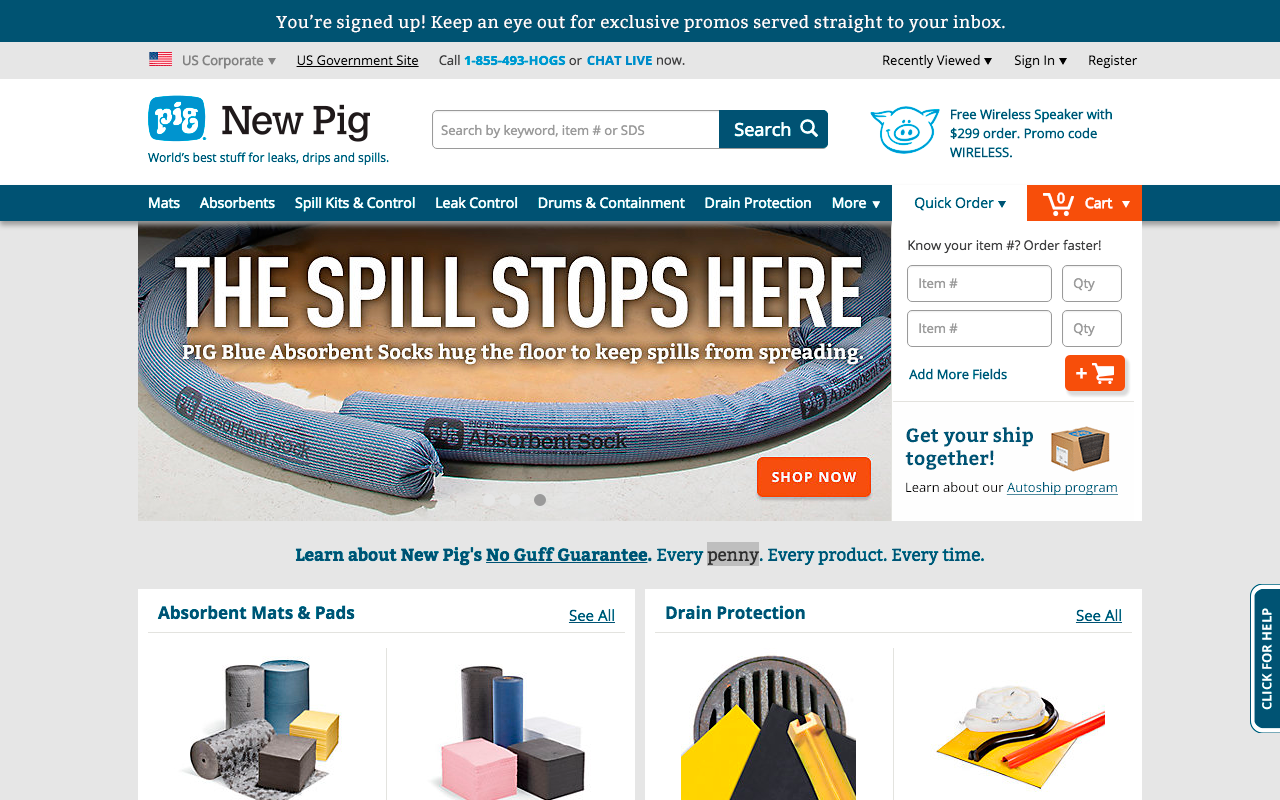 You're signed up! Keep an eye out for exclusive promos served straight to your inbox.
US Corporate ▼ US Government Site Call 1-855-493-HOGS or CHAT LIVE now. Recently Viewed ▼ Sign In ▼ Register
pig New Pig
World's best stuff for leaks, drips and spills.
Search by keyword, item # or SDS Search
Free Wireless Speaker with
$299 order. Promo code
WIRELESS.
Mats Absorbents Spill Kits & Control Leak Control Drums & Containment Drain Protection More ▼ Quick Order ▼ 0 Cart ▼
THE SPILL STOPS HERE
PIG Blue Absorbent Socks hug the floor to keep spills from spreading.
pig Absorbent Sock
pig Absorbent Sock
pig Absorbent Soc
SHOP NOW
Know your item #? Order faster!
Item # Qty
Item # Qty
Add More Fields +
Get your ship
together!
Learn about our Autoship program
Learn about New Pig's No Guff Guarantee. Every penny. Every product. Every time.
Absorbent Mats & Pads See All
Drain Protection See All
CLICK FOR HELP